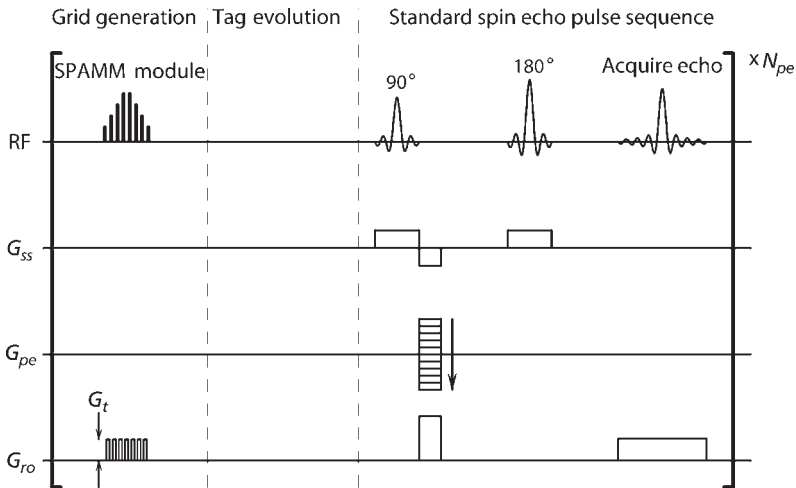 Grid generation Tag evolution Standard spin echo pulse sequence
SPAMM module 90° 180° Acquire echo × Npe
RF
Gss
Gpe
Gt
Gro